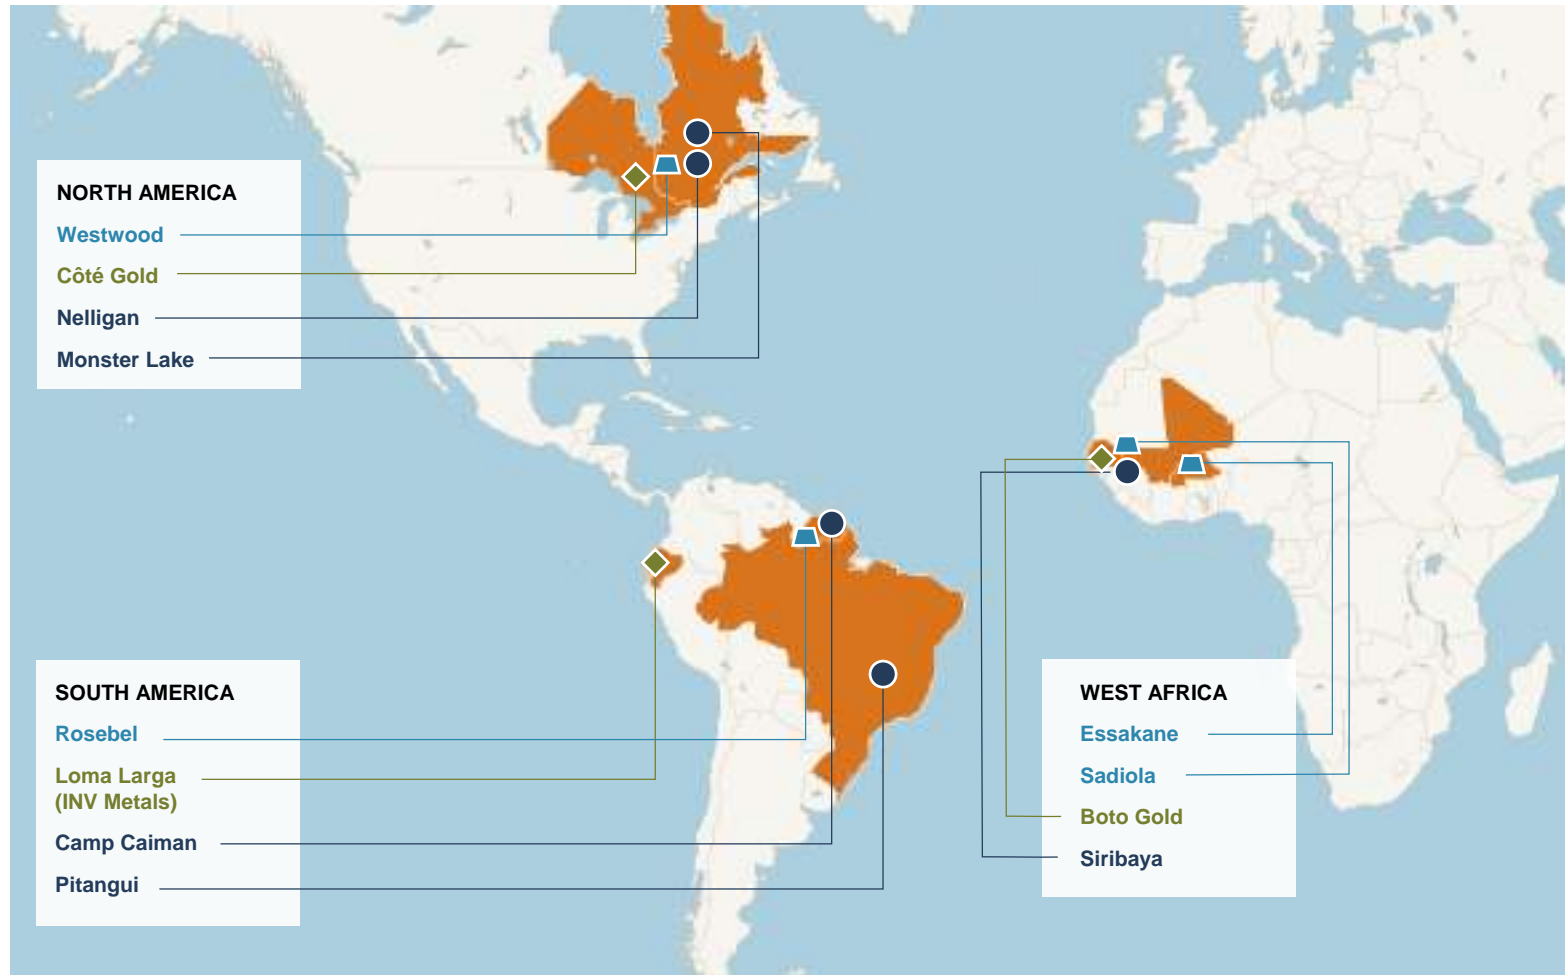 NORTH AMERICA
Westwood
Côté Gold
Nelligan
Monster Lake
SOUTH AMERICA
Rosebel
Loma Larga
(INV Metals)
Camp Caiman
Pitangui
WEST AFRICA
Essakane
Sadiola
Boto Gold
Siribaya